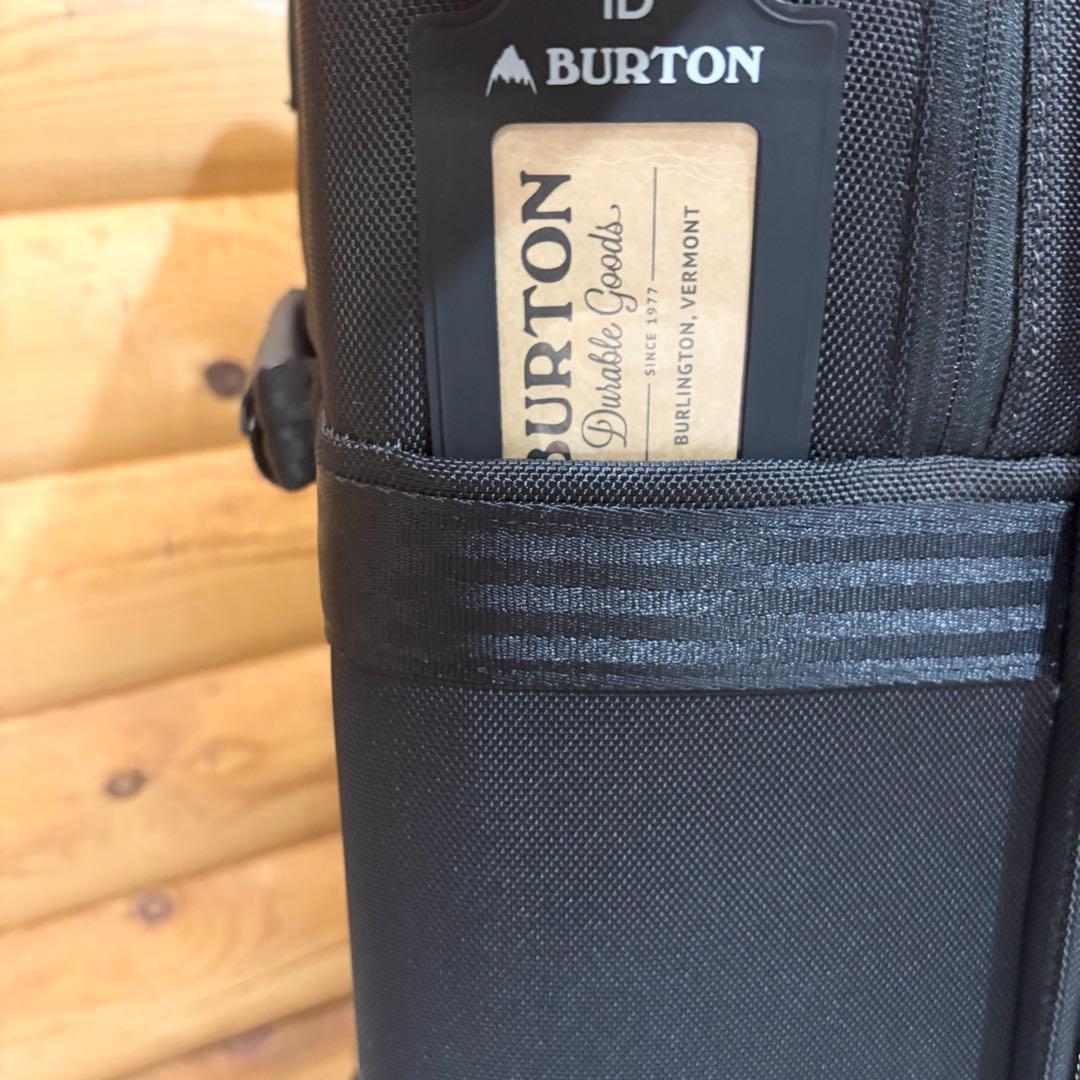 ID
BURTON
BURTON
Durable Goods
SINCE 1977
BURLINGTON, VERMONT